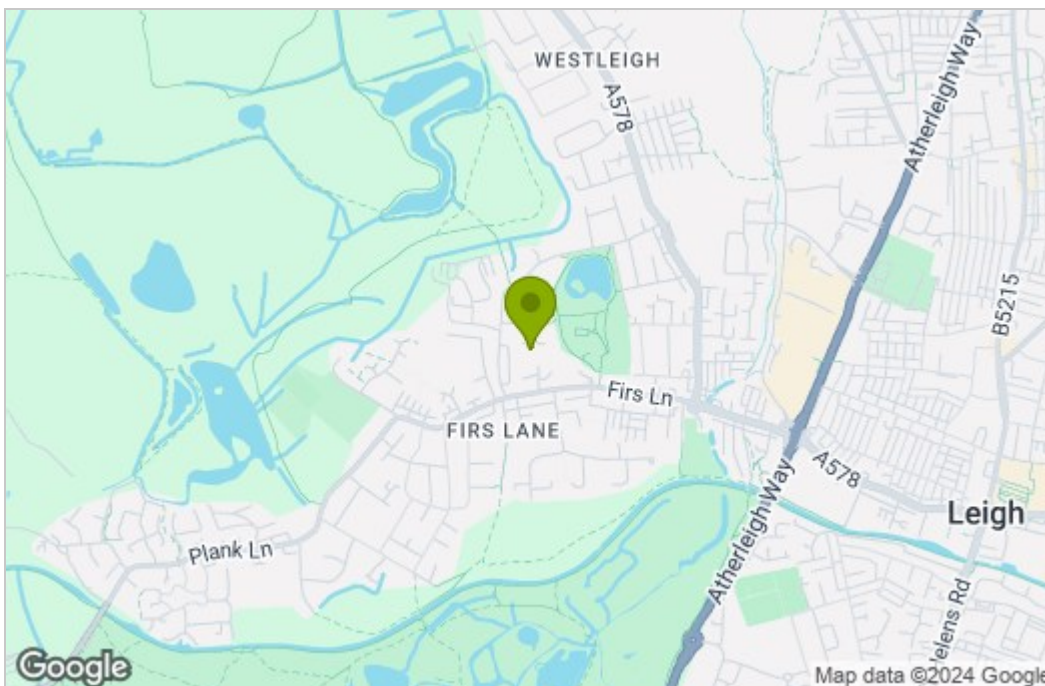 WESTLEIGH
A578
Atherleigh Way
B5215
Firs Ln
FIRS LANE
A578
Leigh
Plank Ln
Atherleigh Way
Helens Rd
Google
Map data ©2024 Google